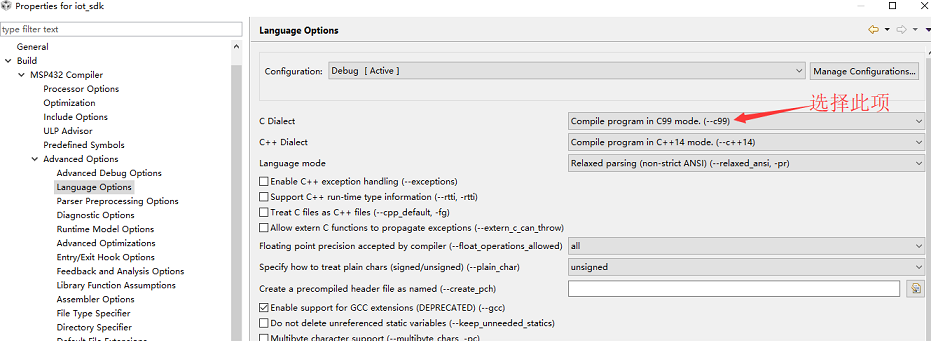 Properties for iot_sdk
type filter text
General
Build
MSP432 Compiler
Processor Options
Optimization
Include Options
ULP Advisor
Predefined Symbols
Advanced Options
Advanced Debug Options
Language Options
Parser Preprocessing Options
Diagnostic Options
Runtime Model Options
Advanced Optimizations
Entry/Exit Hook Options
Feedback and Analysis Options
Library Function Assumptions
Assembler Options
File Type Specifier
Directory Specifier
Default File Extensions
Language Options
Configuration: Debug [ Active ] Manage Configurations...
选择此项
C Dialect Compile program in C99 mode. (--c99)
C++ Dialect Compile program in C++14 mode. (--c++14)
Language mode Relaxed parsing (non-strict ANSI) (--relaxed_ansi, -pr)
Enable C++ exception handling (--exceptions)
Support C++ run-time type information (--rtti, -rtti)
Treat C files as C++ files (--cpp_default, -fg)
Allow extern C functions to propagate exceptions (--extern_c_can_throw)
Floating point precision accepted by compiler (--float_operations_allowed) all
Specify how to treat plain chars (signed/unsigned) (--plain_char) unsigned
Create a precompiled header file as named (--create_pch)
Enable support for GCC extensions (DEPRECATED) (--gcc)
Do not delete unreferenced static variables (--keep_unneeded_statics)
Multibyte character support (--multibyte_chars, -pc)